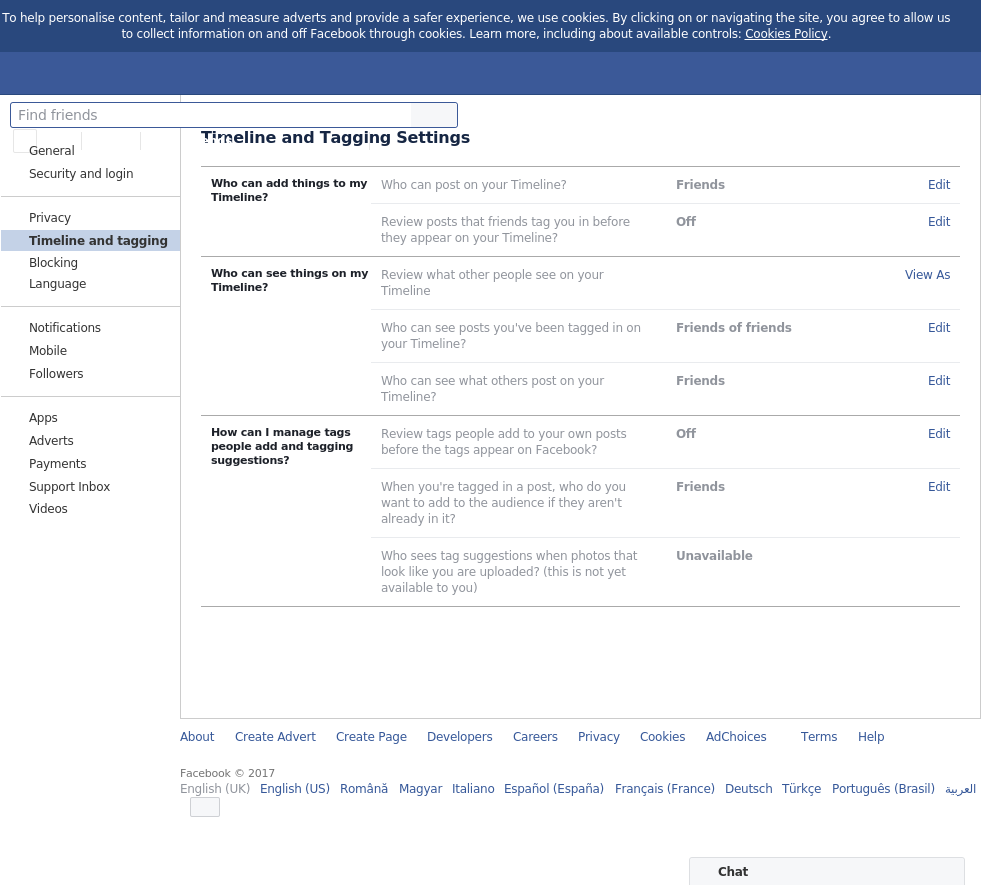 To help personalise content, tailor and measure adverts and provide a safer experience, we use cookies. By clicking on or navigating the site, you agree to allow us
to collect information on and off Facebook through cookies. Learn more, including about available controls: Cookies Policy.
Find friends
Timeline and Tagging Settings
General
Security and login
Privacy
Timeline and tagging
Blocking
Language
Notifications
Mobile
Followers
Apps
Adverts
Payments
Support Inbox
Videos
Who can add things to my
Timeline?
Who can post on your Timeline?
Friends
Edit
Review posts that friends tag you in before
they appear on your Timeline?
Off
Edit
Who can see things on my
Timeline?
Review what other people see on your
Timeline
View As
Who can see posts you've been tagged in on
your Timeline?
Friends of friends
Edit
Who can see what others post on your
Timeline?
Friends
Edit
How can I manage tags
people add and tagging
suggestions?
Review tags people add to your own posts
before the tags appear on Facebook?
Off
Edit
When you're tagged in a post, who do you
want to add to the audience if they aren't
already in it?
Friends
Edit
Who sees tag suggestions when photos that
look like you are uploaded? (this is not yet
available to you)
Unavailable
About Create Advert Create Page Developers Careers Privacy Cookies AdChoices Terms Help
Facebook © 2017
English (UK) English (US) Română Magyar Italiano Español (España) Français (France) Deutsch Türkçe Português (Brasil) العربية
Chat